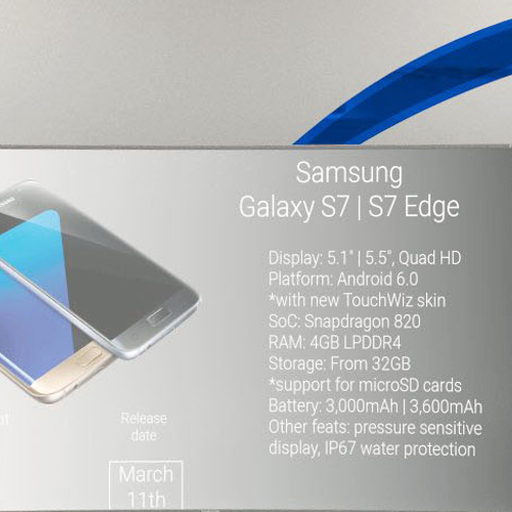 Samsung
Galaxy S7 | S7 Edge
Display: 5.1" | 5.5", Quad HD
Platform: Android 6.0
*with new TouchWiz skin
SoC: Snapdragon 820
RAM: 4GB LPDDR4
Storage: From 32GB
*support for microSD cards
Battery: 3,000mAh | 3,600mAh
Other feats: pressure sensitive
display, IP67 water protection
Release
date
March
11th